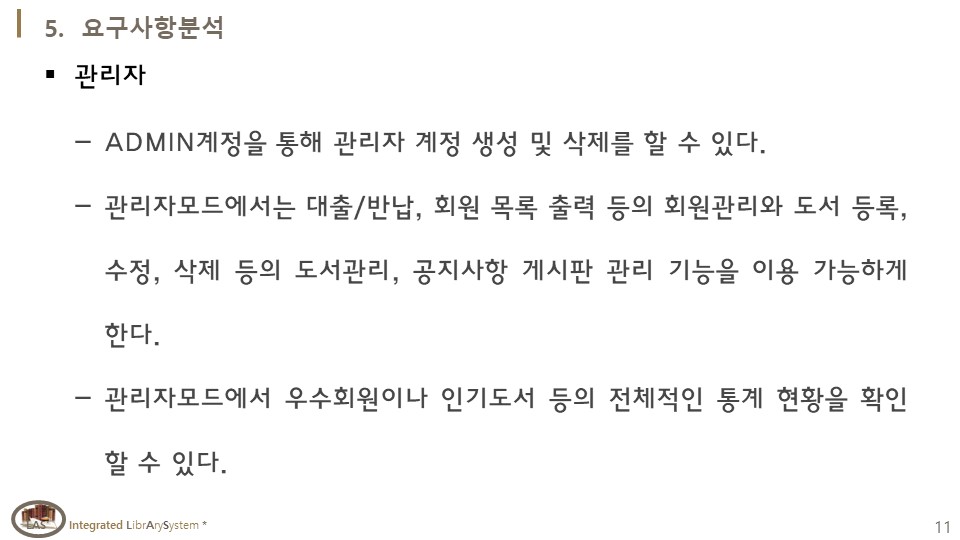 5. 요구사항분석
▪ 관리자
– ADMIN계정을 통해 관리자 계정 생성 및 삭제를 할 수 있다.
– 관리자모드에서는 대출/반납, 회원 목록 출력 등의 회원관리와 도서 등록,
수정, 삭제 등의 도서관리, 공지사항 게시판 관리 기능을 이용 가능하게
한다.
– 관리자모드에서 우수회원이나 인기도서 등의 전체적인 통계 현황을 확인
할 수 있다.
LAS
Integrated LibrArySystem *
11